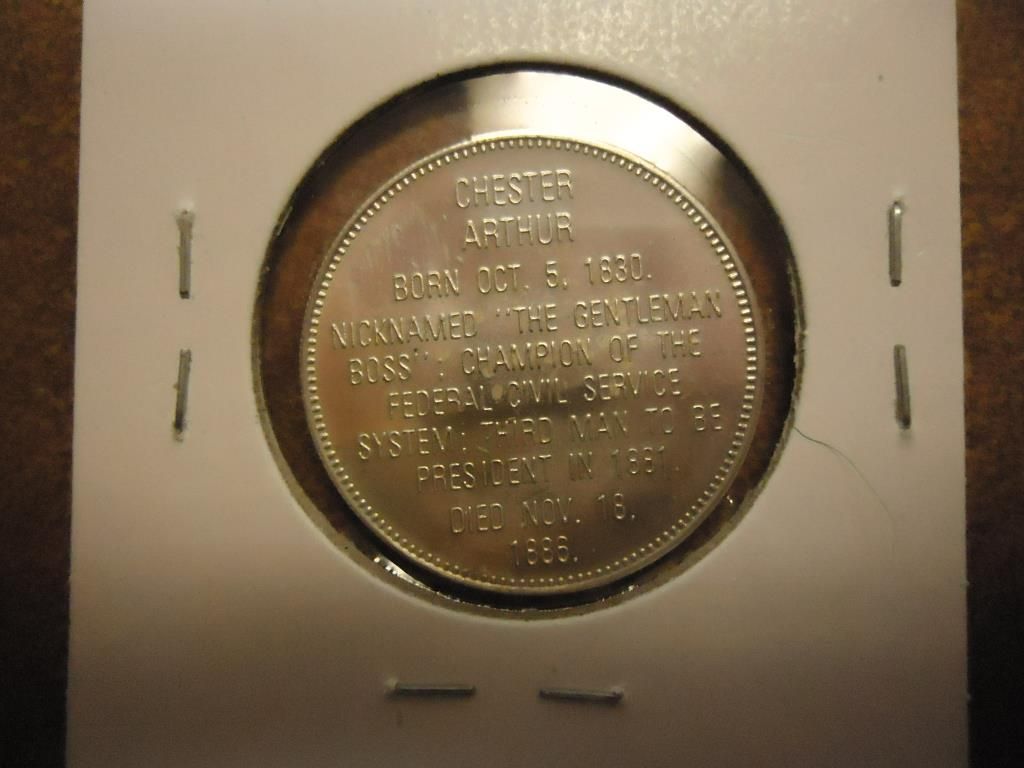 CHESTER
ARTHUR
BORN OCT. 5, 1830.
NICKNAMED "THE GENTLEMAN
BOSS"; CHAMPION OF THE
FEDERAL CIVIL SERVICE
SYSTEM; THIRD MAN TO BE
PRESIDENT IN 1881.
DIED NOV. 18,
1886.